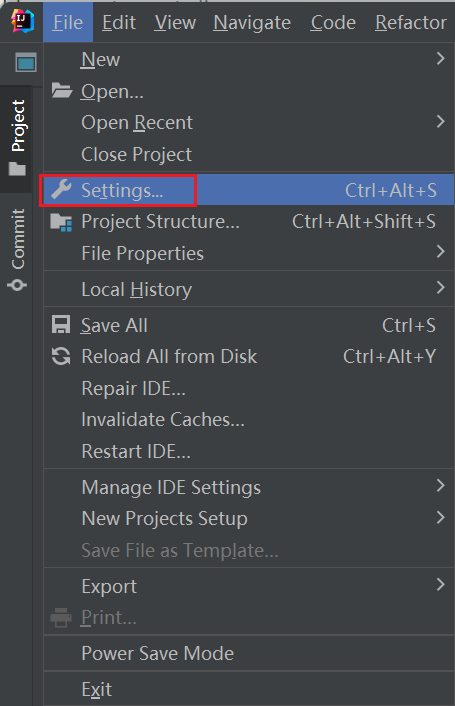 File Edit View Navigate Code Refactor
Project
Commit
New
Open...
Open Recent
Close Project
Settings... Ctrl+Alt+S
Project Structure... Ctrl+Alt+Shift+S
File Properties
Local History
Save All Ctrl+S
Reload All from Disk Ctrl+Alt+Y
Repair IDE...
Invalidate Caches...
Restart IDE...
Manage IDE Settings
New Projects Setup
Save File as Template...
Export
Print...
Power Save Mode
Exit